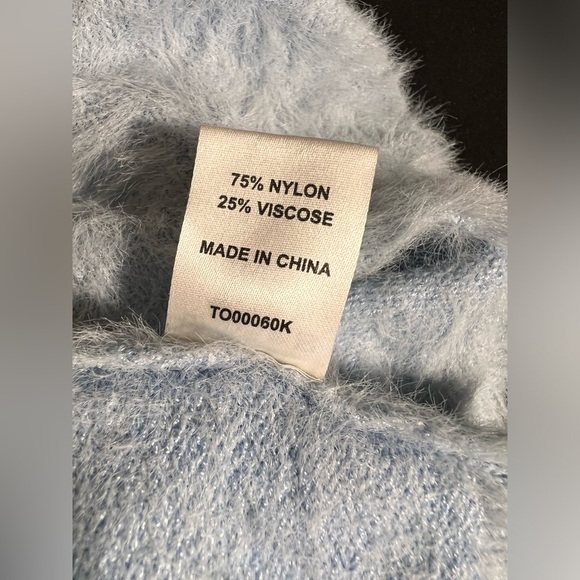 75% NYLON
25% VISCOSE
MADE IN CHINA
TO00060K